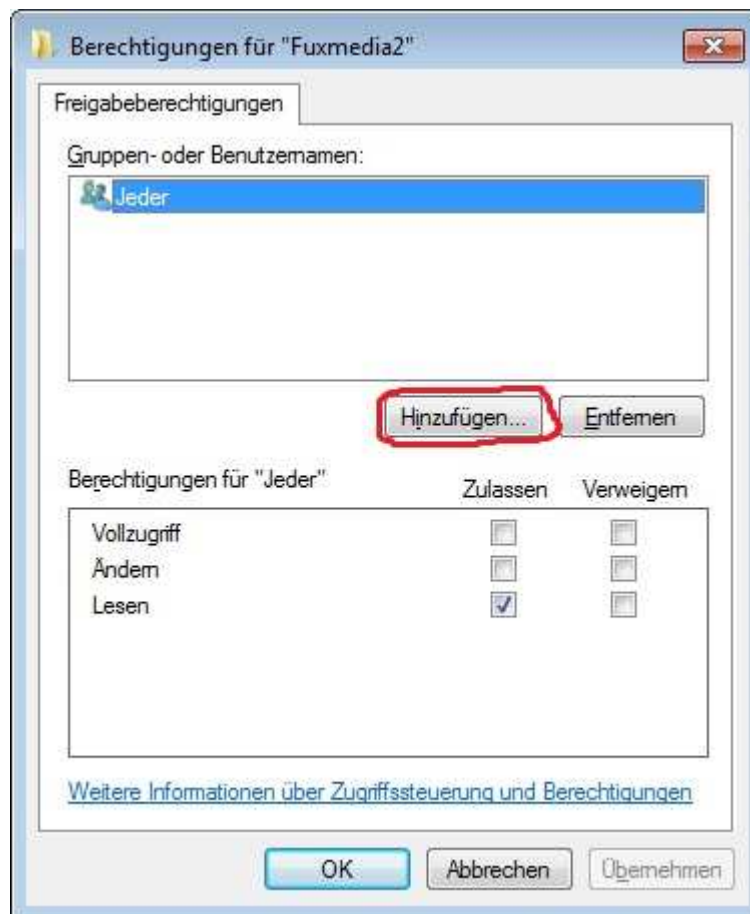 Berechtigungen für "Fuxmedia2"
Freigabeberechtigungen
Gruppen- oder Benutzernamen:
Jeder
Hinzufügen... Entfernen
Berechtigungen für "Jeder" Zulassen Verweigern
Vollzugriff
Ändern
Lesen
Weitere Informationen über Zugriffssteuerung und Berechtigungen
OK Abbrechen Übernehmen